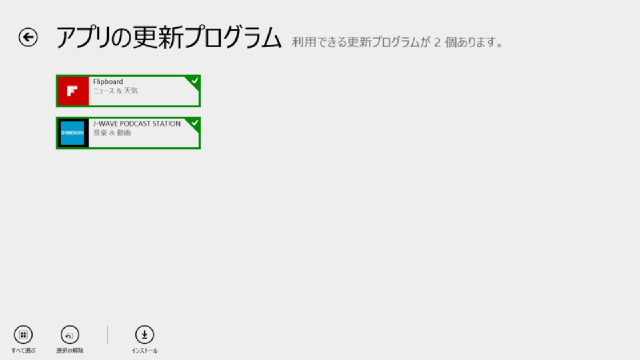 アプリの更新プログラム 利用できる更新プログラムが 2 個あります。
Flipboard
ニュース & 天気
J-WAVE PODCAST STATION
音楽 & 動画
すべて選ぶ 選択の解除 インストール